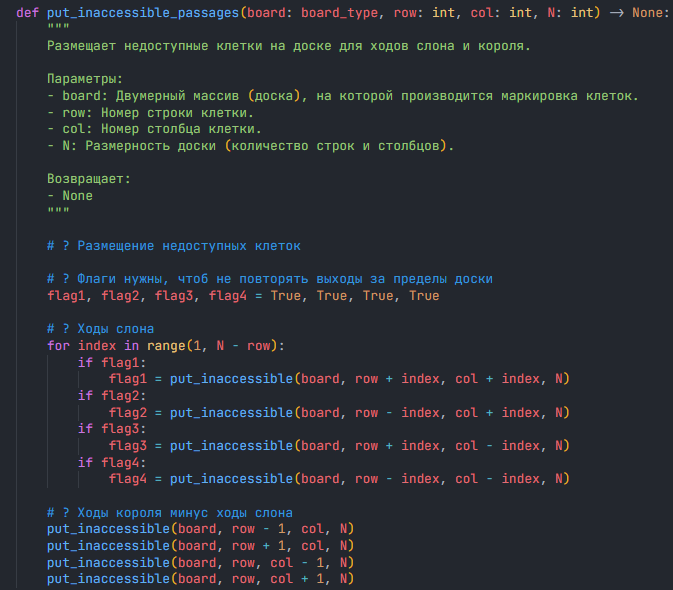 def put_inaccessible_passages(board: board_type, row: int, col: int, N: int) -> None:
"""
Размещает недоступные клетки на доске для ходов слона и короля.
Параметры:
- board: Двумерный массив (доска), на которой производится маркировка клеток.
- row: Номер строки клетки.
- col: Номер столбца клетки.
- N: Размерность доски (количество строк и столбцов).
Возвращает:
- None
"""
# ? Размещение недоступных клеток
# ? Флаги нужны, чтоб не повторять выходы за пределы доски
flag1, flag2, flag3, flag4 = True, True, True, True
# ? Ходы слона
for index in range(1, N - row):
if flag1:
flag1 = put_inaccessible(board, row + index, col + index, N)
if flag2:
flag2 = put_inaccessible(board, row - index, col + index, N)
if flag3:
flag3 = put_inaccessible(board, row + index, col - index, N)
if flag4:
flag4 = put_inaccessible(board, row - index, col - index, N)
# ? Ходы короля минус ходы слона
put_inaccessible(board, row - 1, col, N)
put_inaccessible(board, row + 1, col, N)
put_inaccessible(board, row, col - 1, N)
put_inaccessible(board, row, col + 1, N)